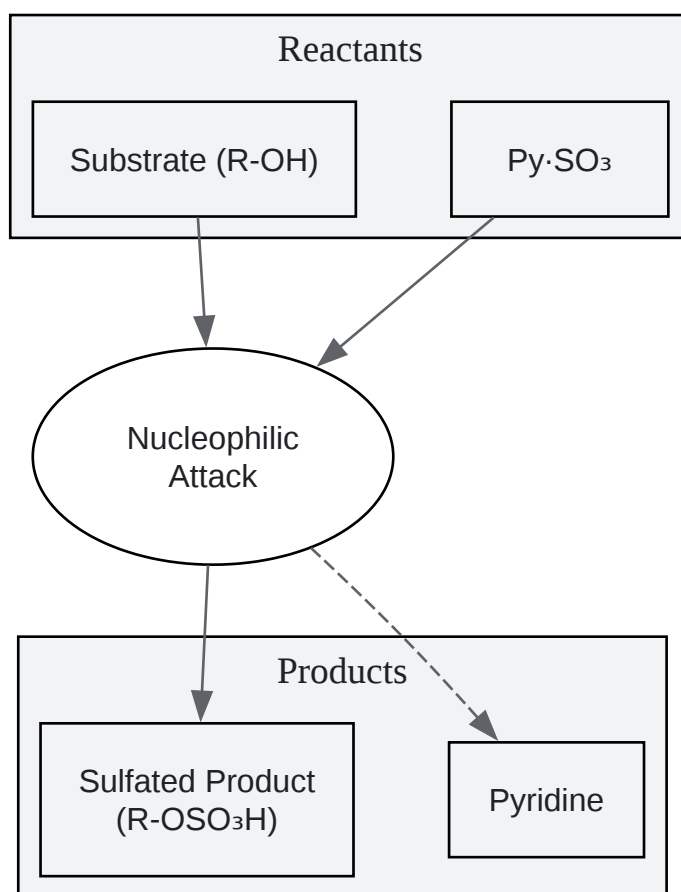 Reactants
Substrate (R-OH)
Py·SO₃
Nucleophilic
Attack
Products
Sulfated Product
(R-OSO₃H)
Pyridine